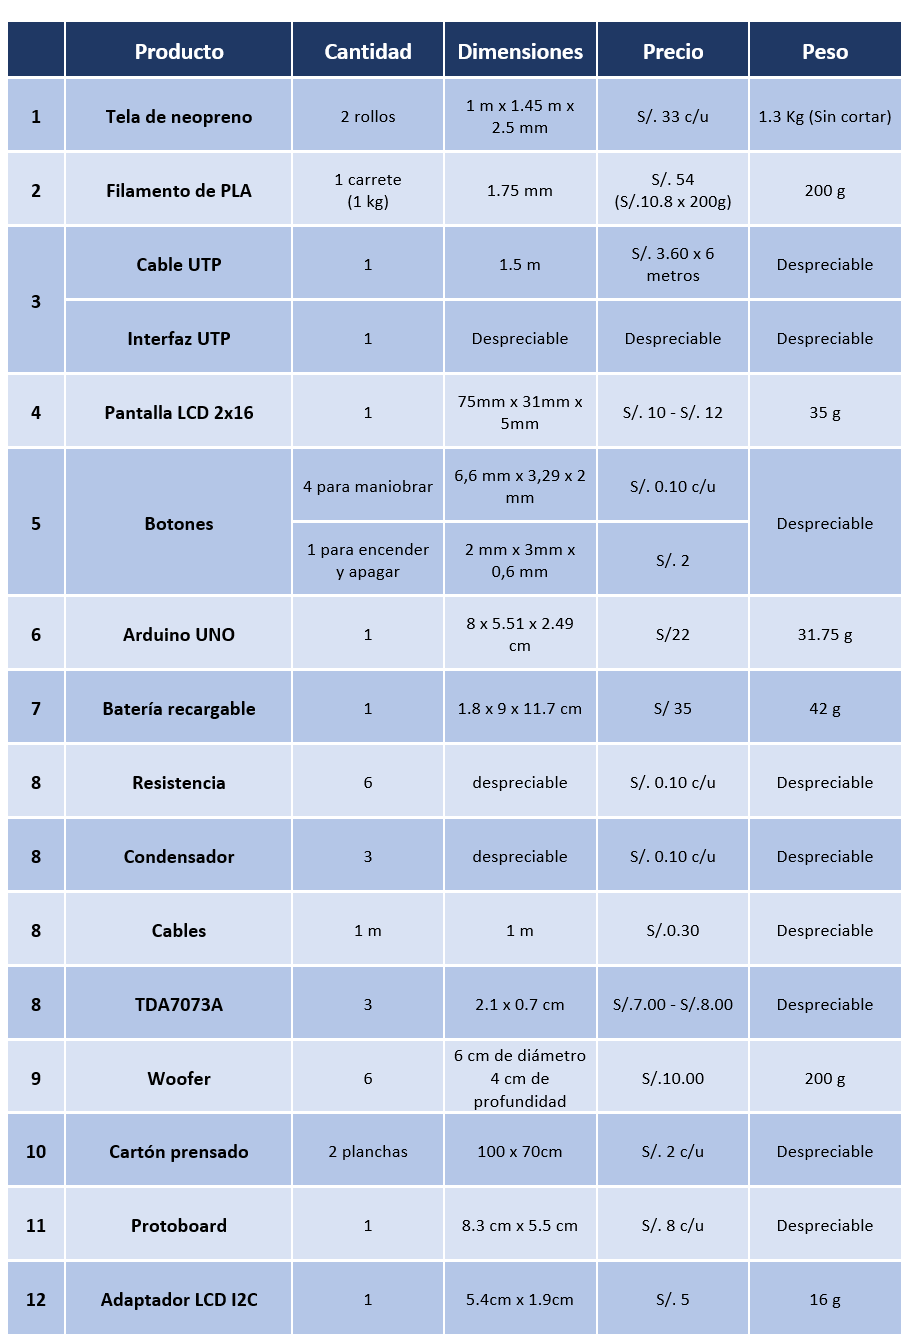 Producto Cantidad Dimensiones Precio Peso
1 Tela de neopreno 2 rollos 1 m x 1.45 m x S/. 33 c/u 1.3 Kg (Sin cortar)
2.5 mm
2 Filamento de PLA 1 carrete 1.75 mm S/. 54 200 g
(1 kg) (S/.10.8 x 200g)
3 Cable UTP 1 1.5 m S/. 3.60 x 6 Despreciable
metros
Interfaz UTP 1 Despreciable Despreciable Despreciable
4 Pantalla LCD 2x16 1 75mm x 31mm x S/. 10 - S/. 12 35 g
5mm
5 Botones 4 para maniobrar 6,6 mm x 3,29 x 2 S/. 0.10 c/u Despreciable
mm
1 para encender 2 mm x 3mm x S/. 2
y apagar 0,6 mm
6 Arduino UNO 1 8 x 5.51 x 2.49 S/22 31.75 g
cm
7 Batería recargable 1 1.8 x 9 x 11.7 cm S/ 35 42 g
8 Resistencia 6 despreciable S/. 0.10 c/u Despreciable
8 Condensador 3 despreciable S/. 0.10 c/u Despreciable
8 Cables 1 m 1 m S/.0.30 Despreciable
8 TDA7073A 3 2.1 x 0.7 cm S/.7.00 - S/.8.00 Despreciable
9 Woofer 6 6 cm de diámetro S/.10.00 200 g
4 cm de
profundidad
10 Cartón prensado 2 planchas 100 x 70cm S/. 2 c/u Despreciable
11 Protoboard 1 8.3 cm x 5.5 cm S/. 8 c/u Despreciable
12 Adaptador LCD I2C 1 5.4cm x 1.9cm S/. 5 16 g